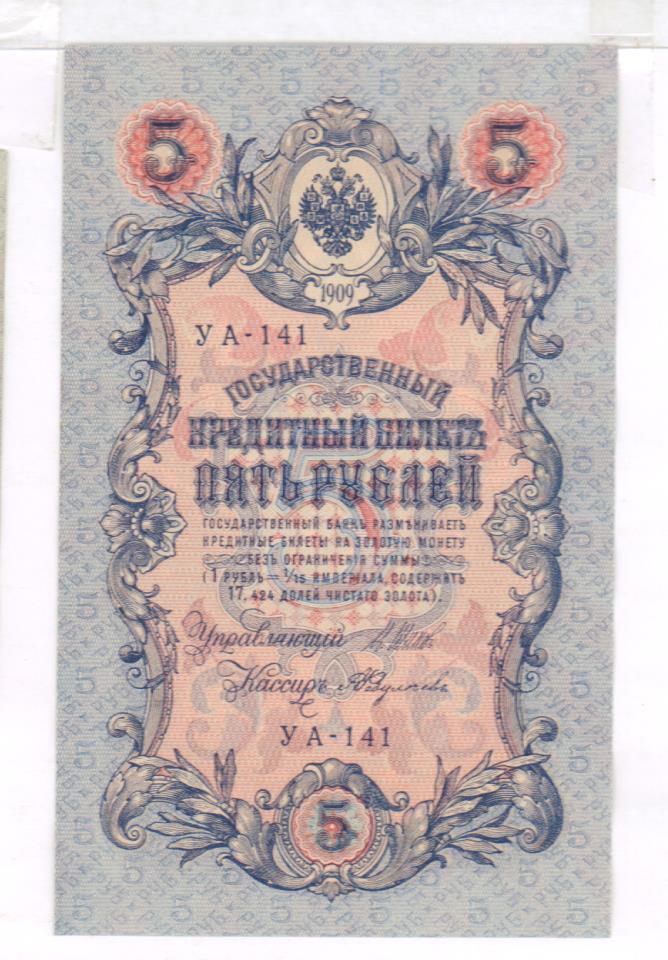 5 5
1909
УА-141
ГОСУДАРСТВЕННЫЙ
КРЕДИТНЫЙ БИЛЕТЪ
ПЯТЬ РУБЛЕЙ
ГОСУДАРСТВЕННЫЙ БАНКЪ РАЗМѢНИВАЕТЪ
КРЕДИТНЫЕ БИЛЕТЫ НА ЗОЛОТУЮ МОНЕТУ
БЕЗЪ ОГРАНИЧЕНІЯ СУММЫ
(1 РУБЛЬ = 1/15 ИМПЕРІАЛА, СОДЕРЖИТЪ
17,424 ДОЛЕЙ ЧИСТАГО ЗОЛОТА).
Управляющій
Кассиръ
УА-141
5